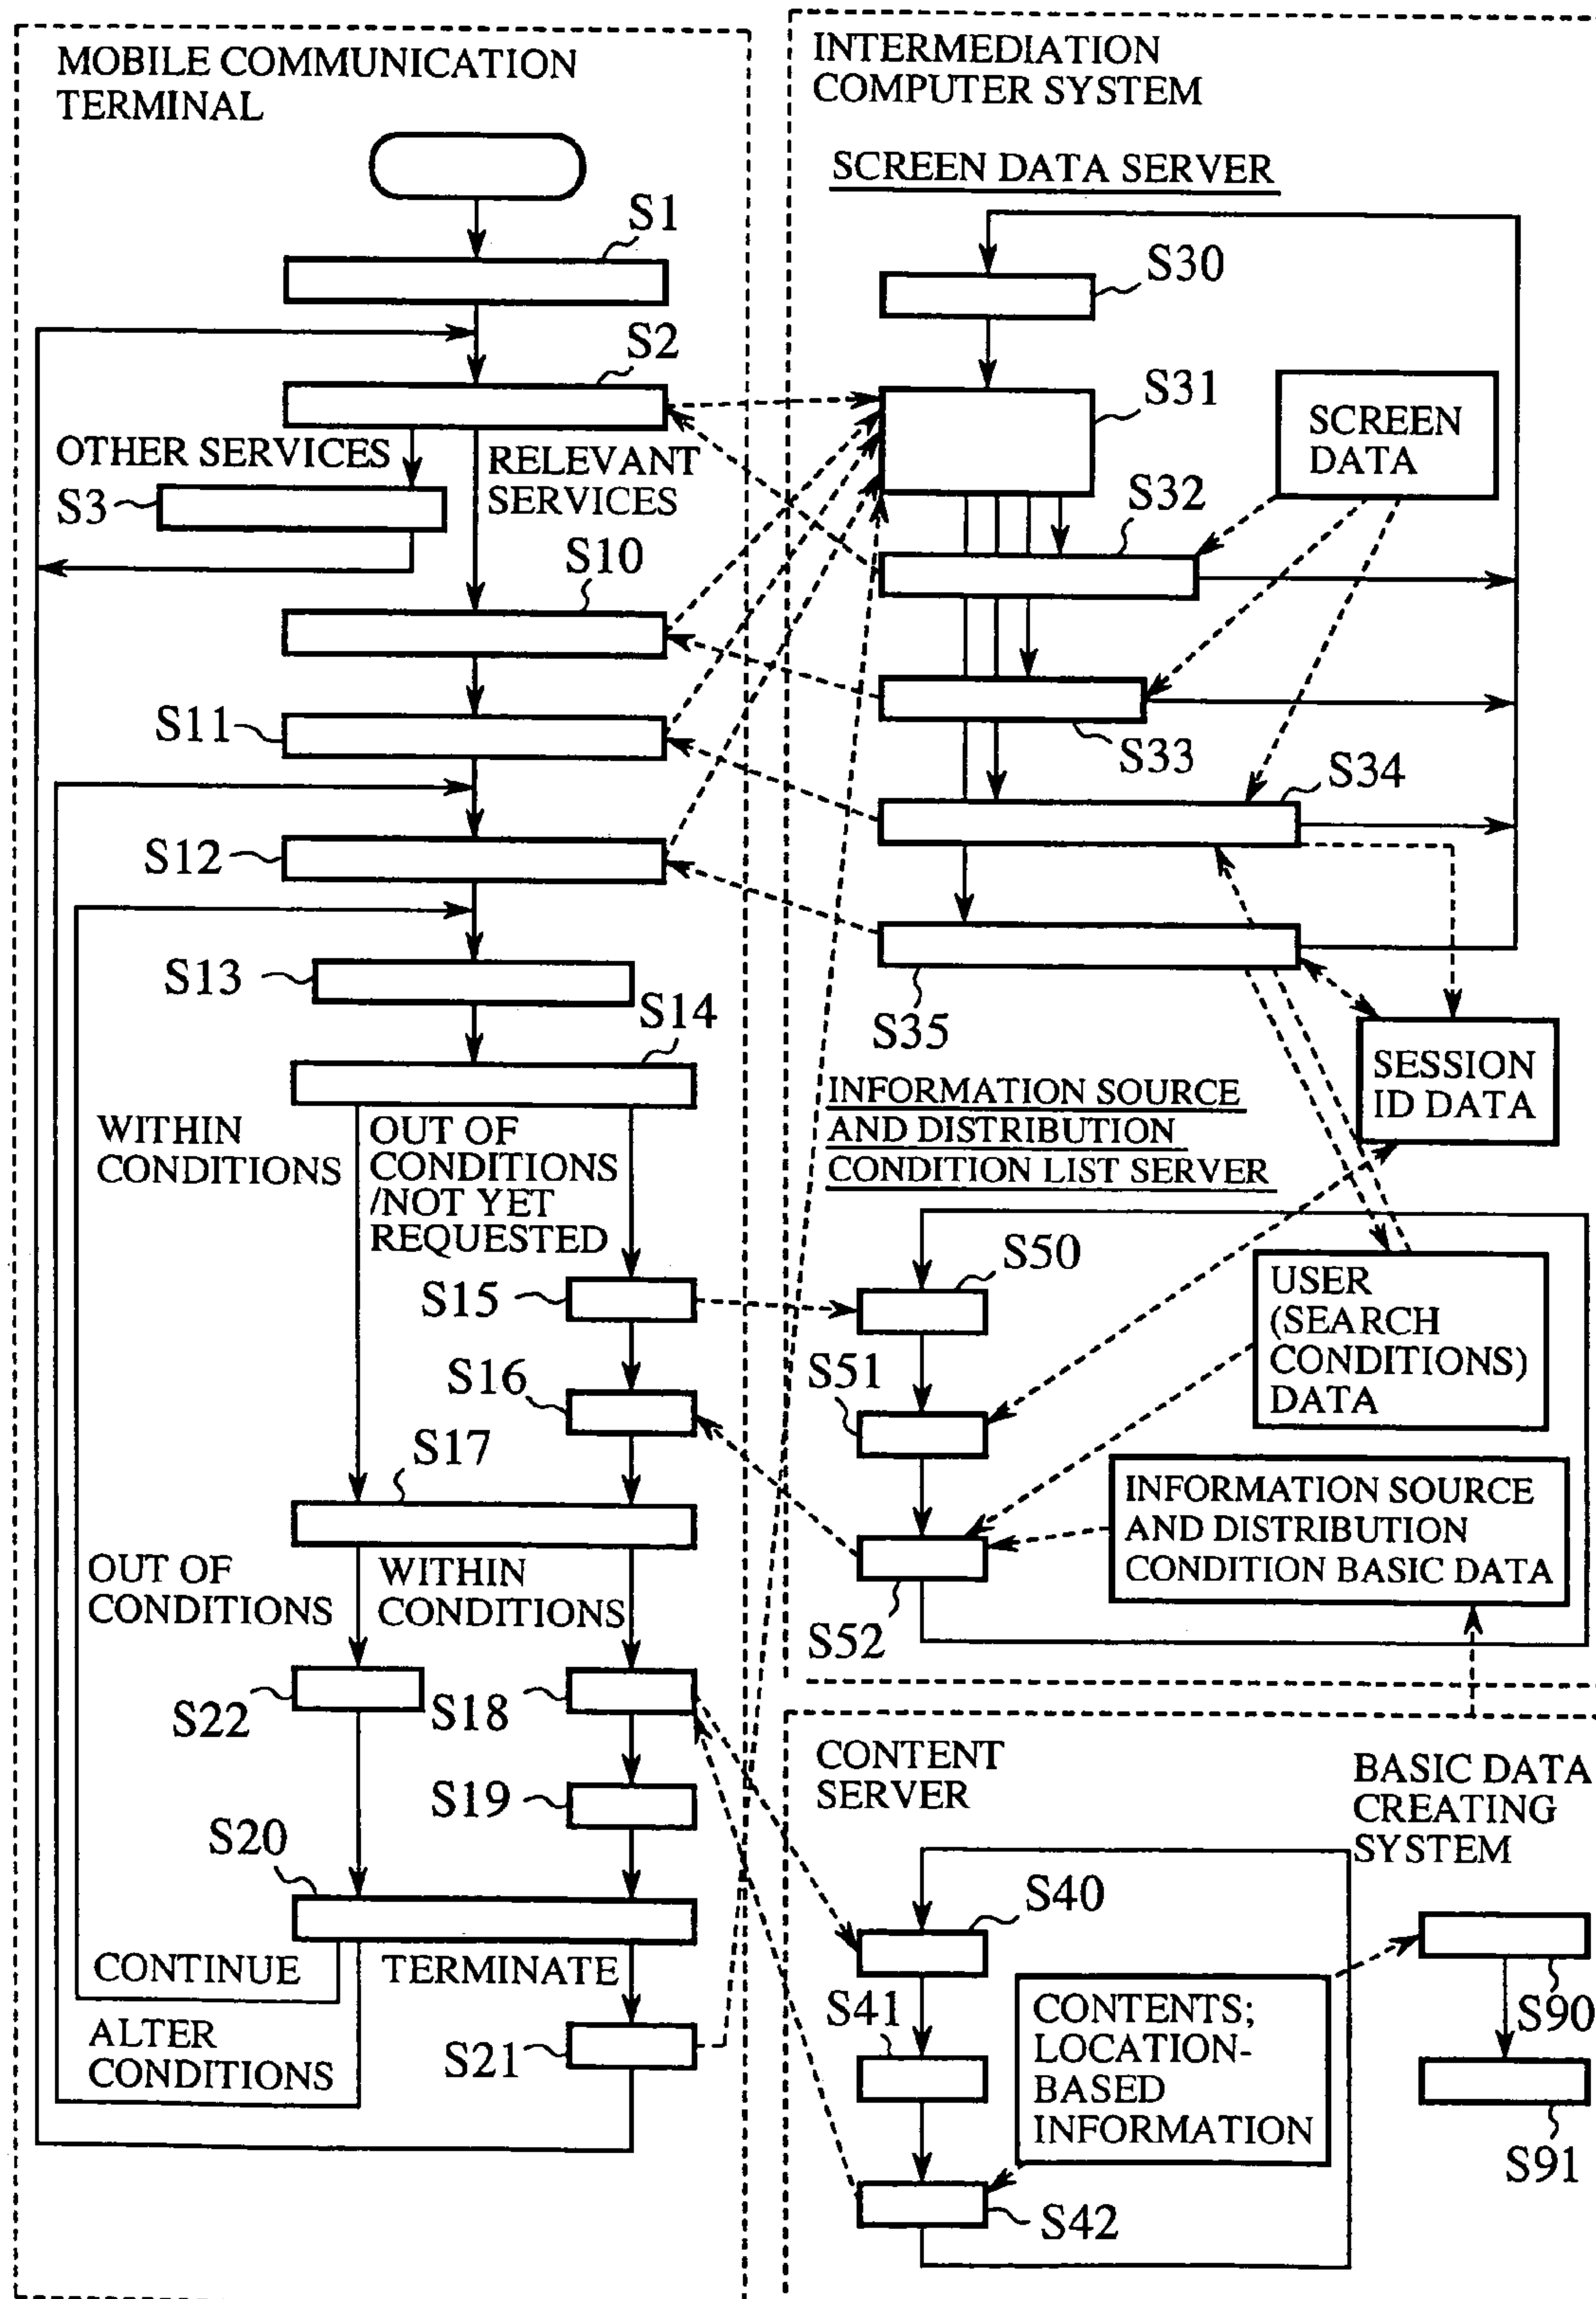 MOBILE COMMUNICATION
TERMINAL
S1
S2
OTHER SERVICES
RELEVANT
SERVICES
S3
S10
S11
S12
S13
S14
WITHIN
CONDITIONS
OUT OF
CONDITIONS
/NOT YET
REQUESTED
S15
S16
S17
OUT OF
CONDITIONS
WITHIN
CONDITIONS
S22
S18
S19
S20
CONTINUE
TERMINATE
ALTER
CONDITIONS
S21
INTERMEDIATION
COMPUTER SYSTEM
SCREEN DATA SERVER
S30
S31
SCREEN
DATA
S32
S33
S34
S35
SESSION
ID DATA
INFORMATION SOURCE
AND DISTRIBUTION
CONDITION LIST SERVER
S50
USER
(SEARCH
CONDITIONS)
DATA
S51
INFORMATION SOURCE
AND DISTRIBUTION
CONDITION BASIC DATA
S52
CONTENT
SERVER
BASIC DATA
CREATING
SYSTEM
S40
S41
CONTENTS;
LOCATION-
BASED
INFORMATION
S42
S90
S91